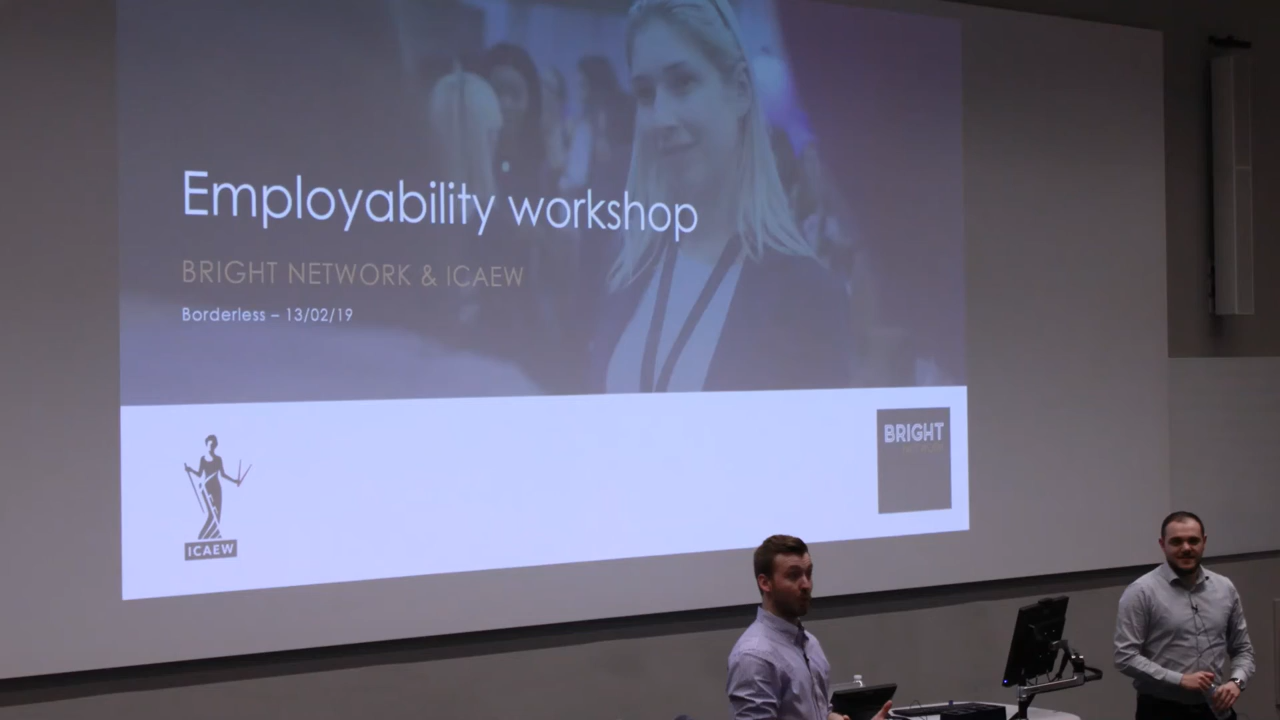 Employability workshop
BRIGHT NETWORK & ICAEW
Borderless – 13/02/19
ICAEW
BRIGHT